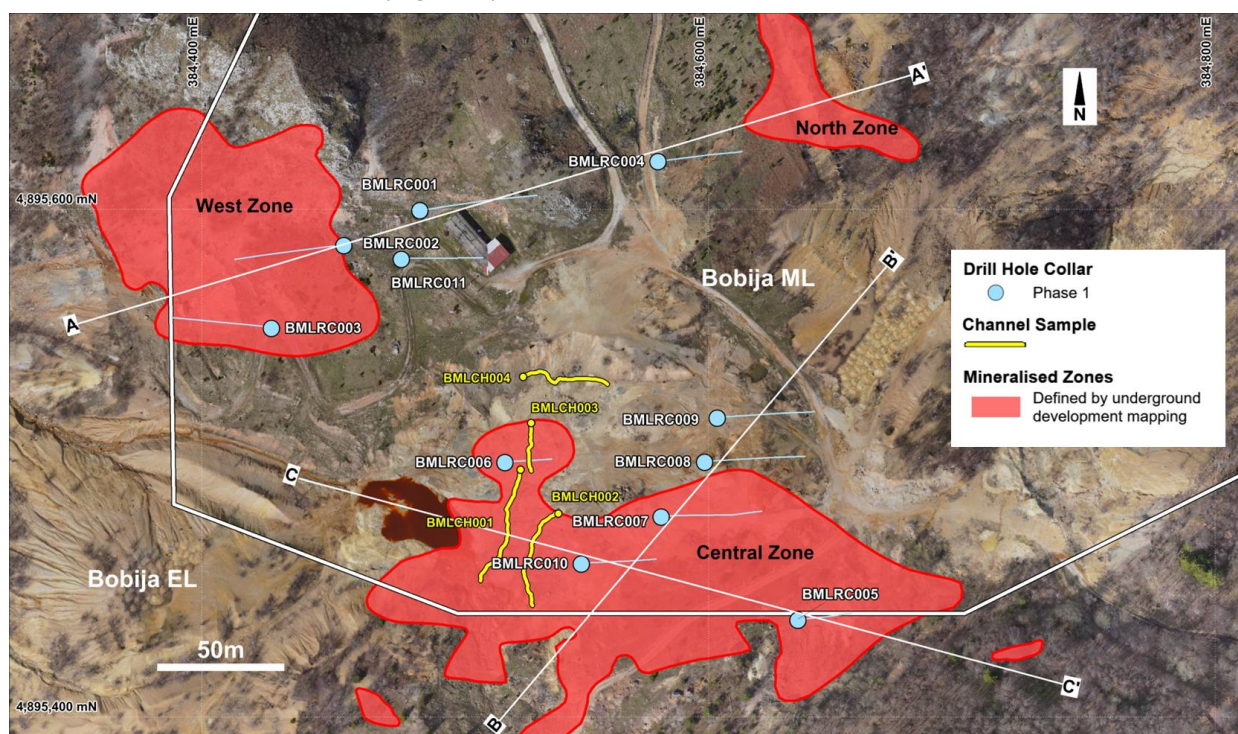 384,400 mE
384,600 mE
384,800 mE
A'
N
North Zone
BMLRC004
BMLRC001
4,895,600 mN
West Zone
BMLRC002
B'
BMLRC011
Bobija ML
Drill Hole Collar
Phase 1
A
BMLRC003
Channel Sample
BMLCH004
Mineralised Zones
Defined by underground
development mapping
BMLCH003
BMLRC009
BMLRC006
BMLRC008
C
BMLCH002
BMLCH001
BMLRC007
Central Zone
BMLRC010
Bobija EL
BMLRC005
50m
C'
4,895,400 mN
B